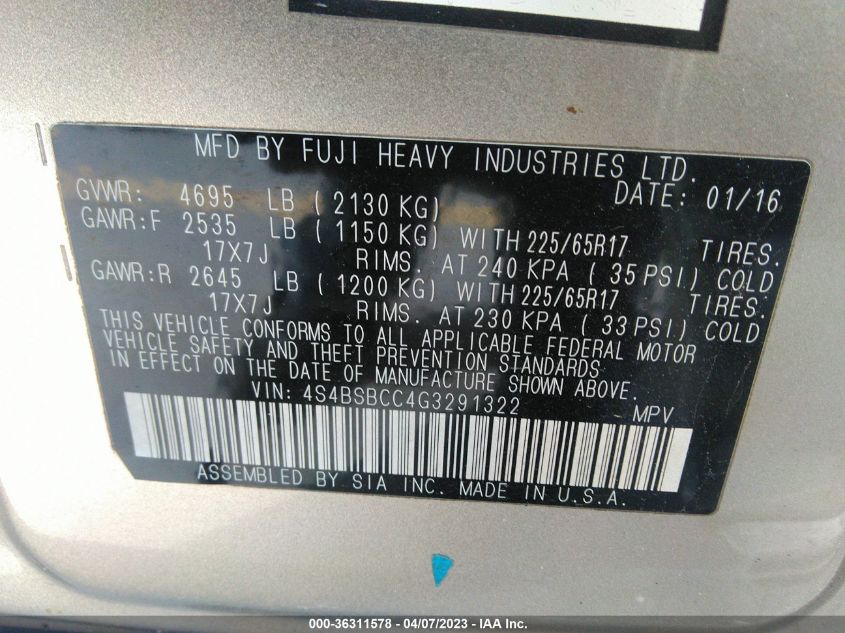 MFD BY FUJI HEAVY INDUSTRIES LTD.
GVWR: 4695 LB ( 2130 KG) DATE: 01/16
GAWR:F 2535 LB ( 1150 KG) WITH 225/65R17 TIRES.
17X7J RIMS. AT 240 KPA ( 35 PSI) COLD
GAWR:R 2645 LB ( 1200 KG) WITH 225/65R17 TIRES.
17X7J RIMS. AT 230 KPA ( 33 PSI) COLD
THIS VEHICLE CONFORMS TO ALL APPLICABLE FEDERAL MOTOR
VEHICLE SAFETY AND THEFT PREVENTION STANDARDS
IN EFFECT ON THE DATE OF MANUFACTURE SHOWN ABOVE.
VIN: 4S4BSBCC4G3291322 MPV
ASSEMBLED BY SIA INC. MADE IN U.S.A.
000-36311578 - 04/07/2023 - IAA Inc.